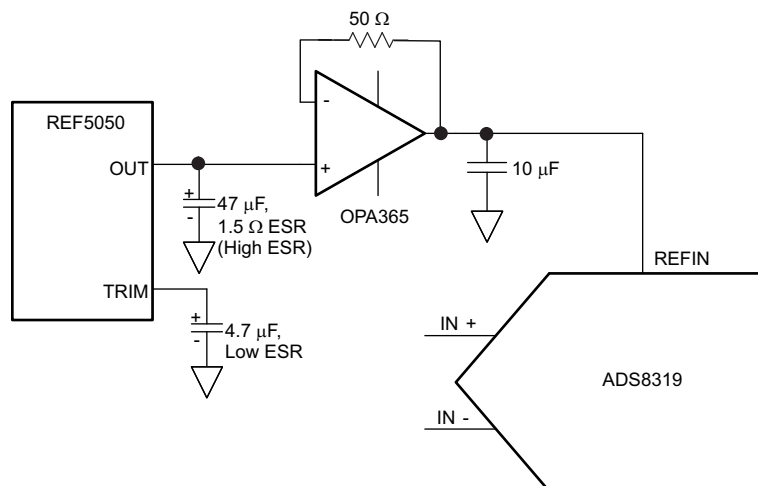 50 Ω
REF5050
OUT
-
+
OPA365
10 μF
+
-
47 μF,
1.5 Ω ESR
(High ESR)
TRIM
+
-
4.7 μF,
Low ESR
REFIN
IN +
ADS8319
IN -